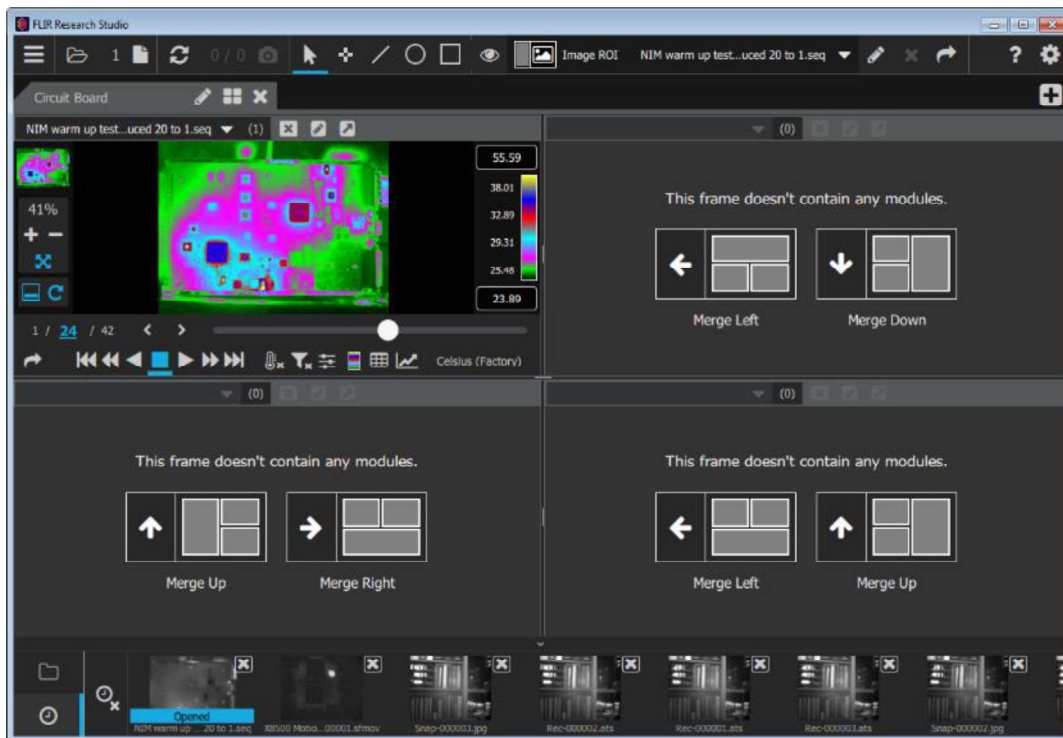 FLIR Research Studio
1 0 / 0 Image ROI NIM warm up test...uced 20 to 1.seq ?
Circuit Board
NIM warm up test...uced 20 to 1.seq (1)
41%
55.59
38.01
32.89
29.31
25.48
23.89
1 / 24 / 42
Celsius (Factory)
(0)
This frame doesn't contain any modules.
Merge Left Merge Down
(0)
This frame doesn't contain any modules.
Merge Up Merge Right
(0)
This frame doesn't contain any modules.
Merge Left Merge Up
Opened
NIM warm up ... 20 to 1.seq X8500 Motio...00001.sfmov Snap-000003.jpg Rec-000002.ats Rec-000001.ats Rec-000003.ats Snap-000002.jpg